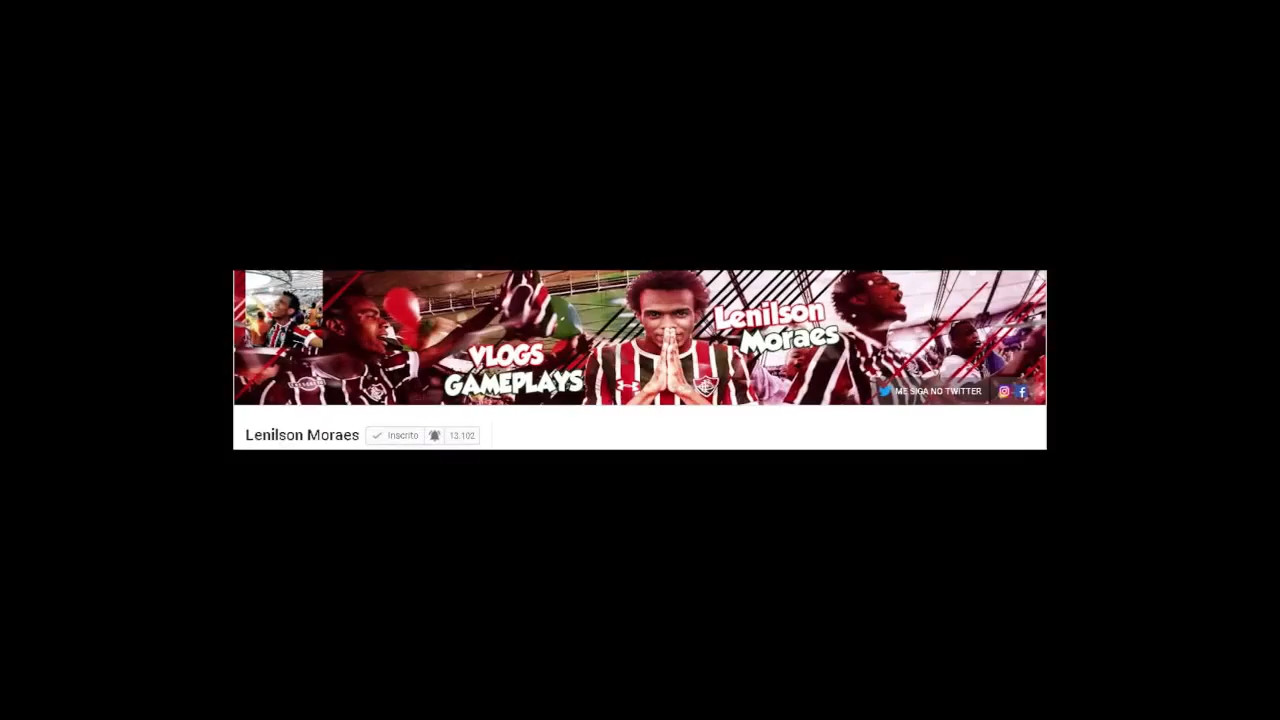 VLOGS
GAMEPLAYS
Lenilson
Moraes
ME SIGA NO TWITTER
Lenilson Moraes
Inscrito
13.102